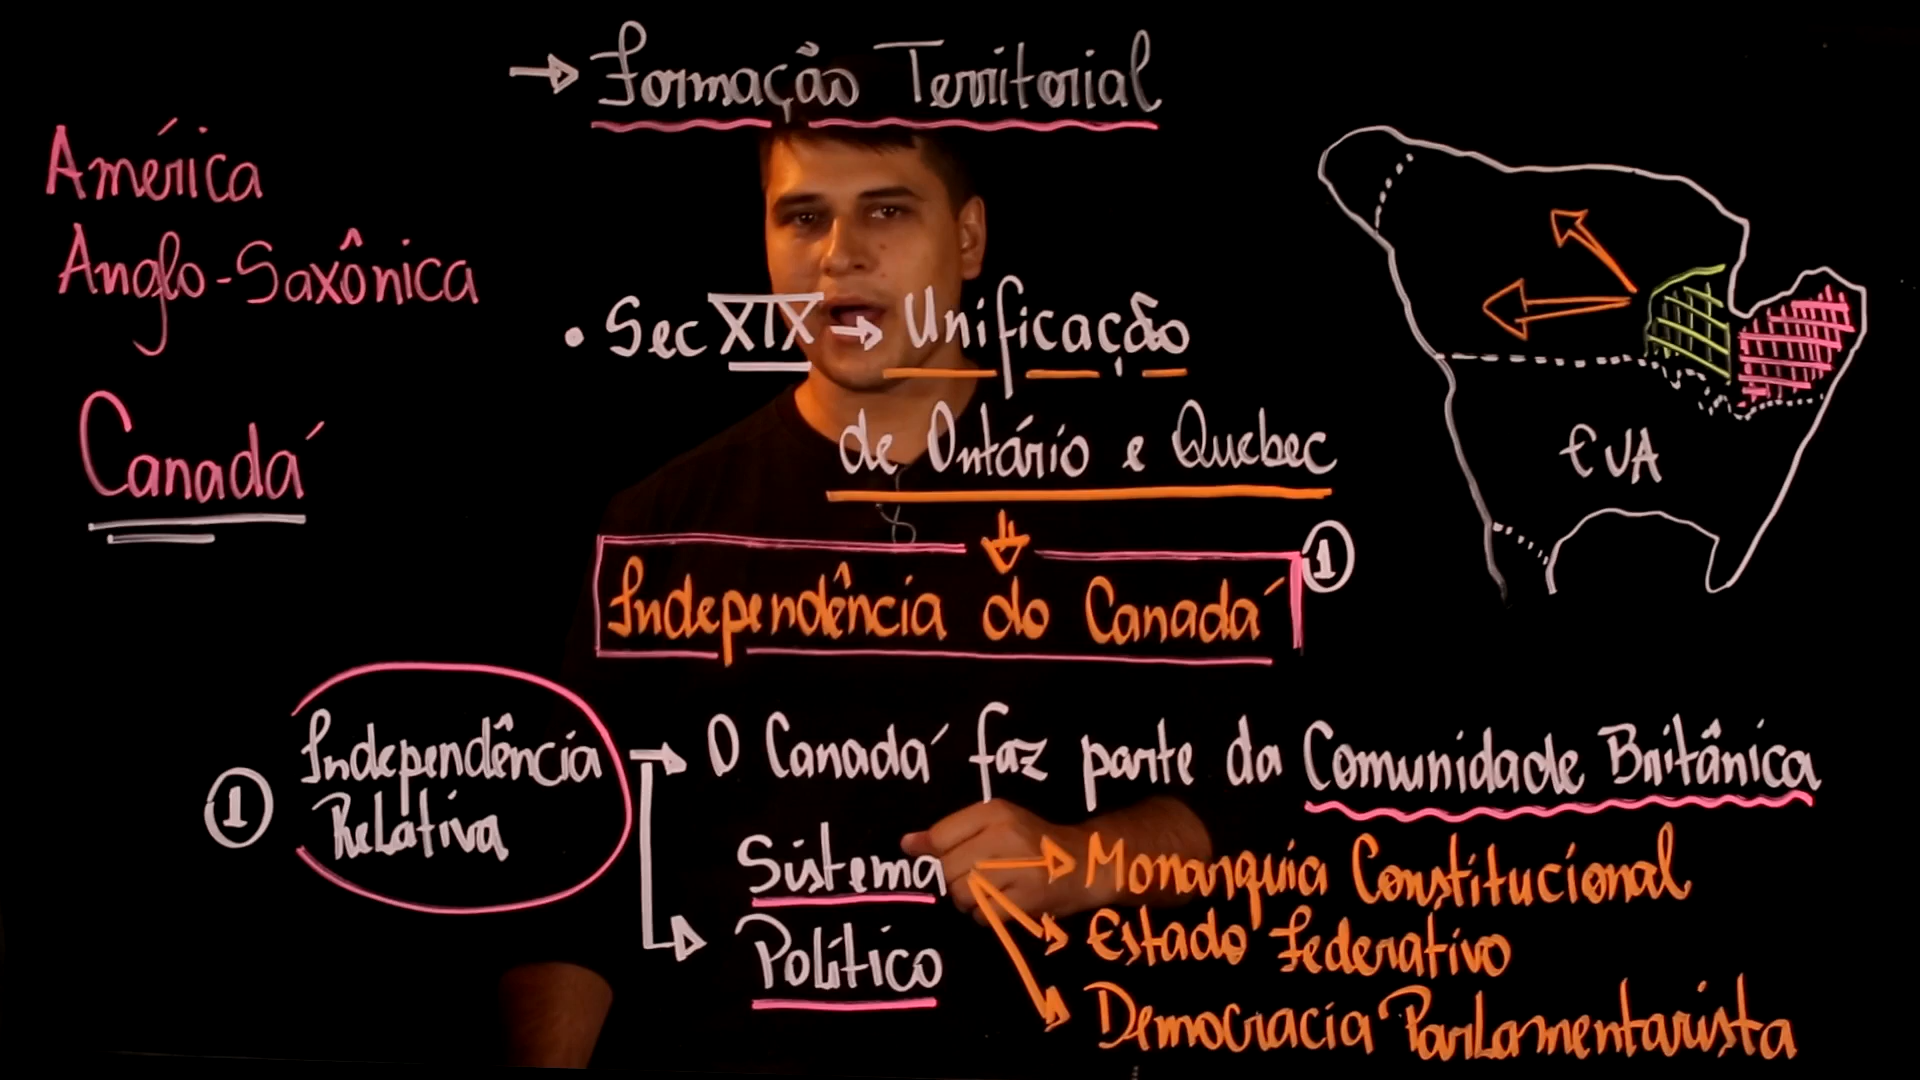 → Formação Territorial
América
Anglo-Saxônica
Canadá
• Sec XIX → Unificação
de Ontário e Quebec
Independência do Canadá
1
EUA
1
Independência
Relativa
→ O Canadá faz parte da Comunidade Britânica
Sistema
Político
Monarquia Constitucional
Estado Federativo
Democracia Parlamentarista